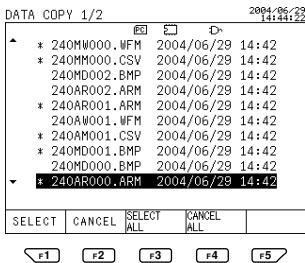 DATA COPY 1/2 2004/06/29
14:44:22
PC
* 240MW000.WFM 2004/06/29 14:42
* 240MM000.CSV 2004/06/29 14:42
240MD002.BMP 2004/06/29 14:42
240AR002.ARM 2004/06/29 14:42
* 240AR001.ARM 2004/06/29 14:42
240AW001.WFM 2004/06/29 14:42
* 240AM001.CSV 2004/06/29 14:42
* 240MD001.BMP 2004/06/29 14:42
240MD000.BMP 2004/06/29 14:42
* 240AR000.ARM 2004/06/29 14:42
SELECT CANCEL SELECT ALL CANCEL ALL
F1 F2 F3 F4 F5